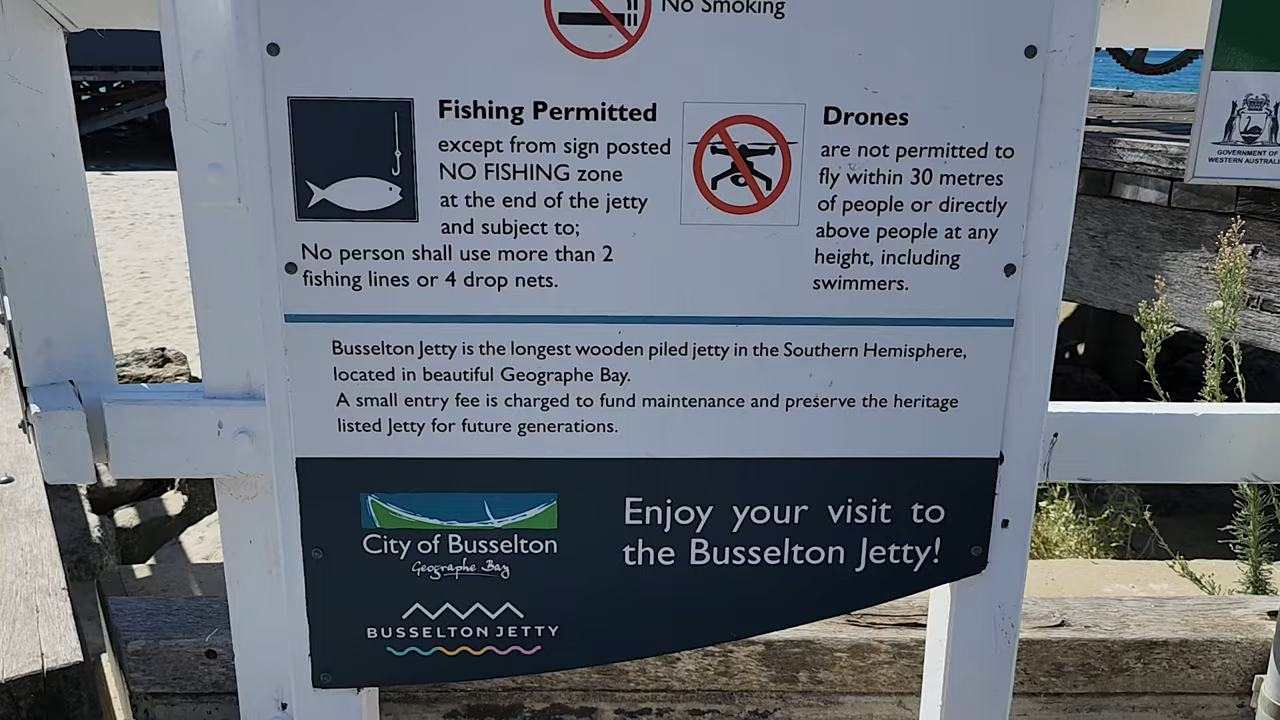 No Smoking
Fishing Permitted
except from sign posted
NO FISHING zone
at the end of the jetty
and subject to;
No person shall use more than 2
fishing lines or 4 drop nets.
Drones
are not permitted to
fly within 30 metres
of people or directly
above people at any
height, including
swimmers.
Busselton Jetty is the longest wooden piled jetty in the Southern Hemisphere,
located in beautiful Geographe Bay.
A small entry fee is charged to fund maintenance and preserve the heritage
listed Jetty for future generations.
City of Busselton
Geographe Bay
BUSSELTON JETTY
Enjoy your visit to
the Busselton Jetty!
GOVERNMENT OF
WESTERN AUSTRAL